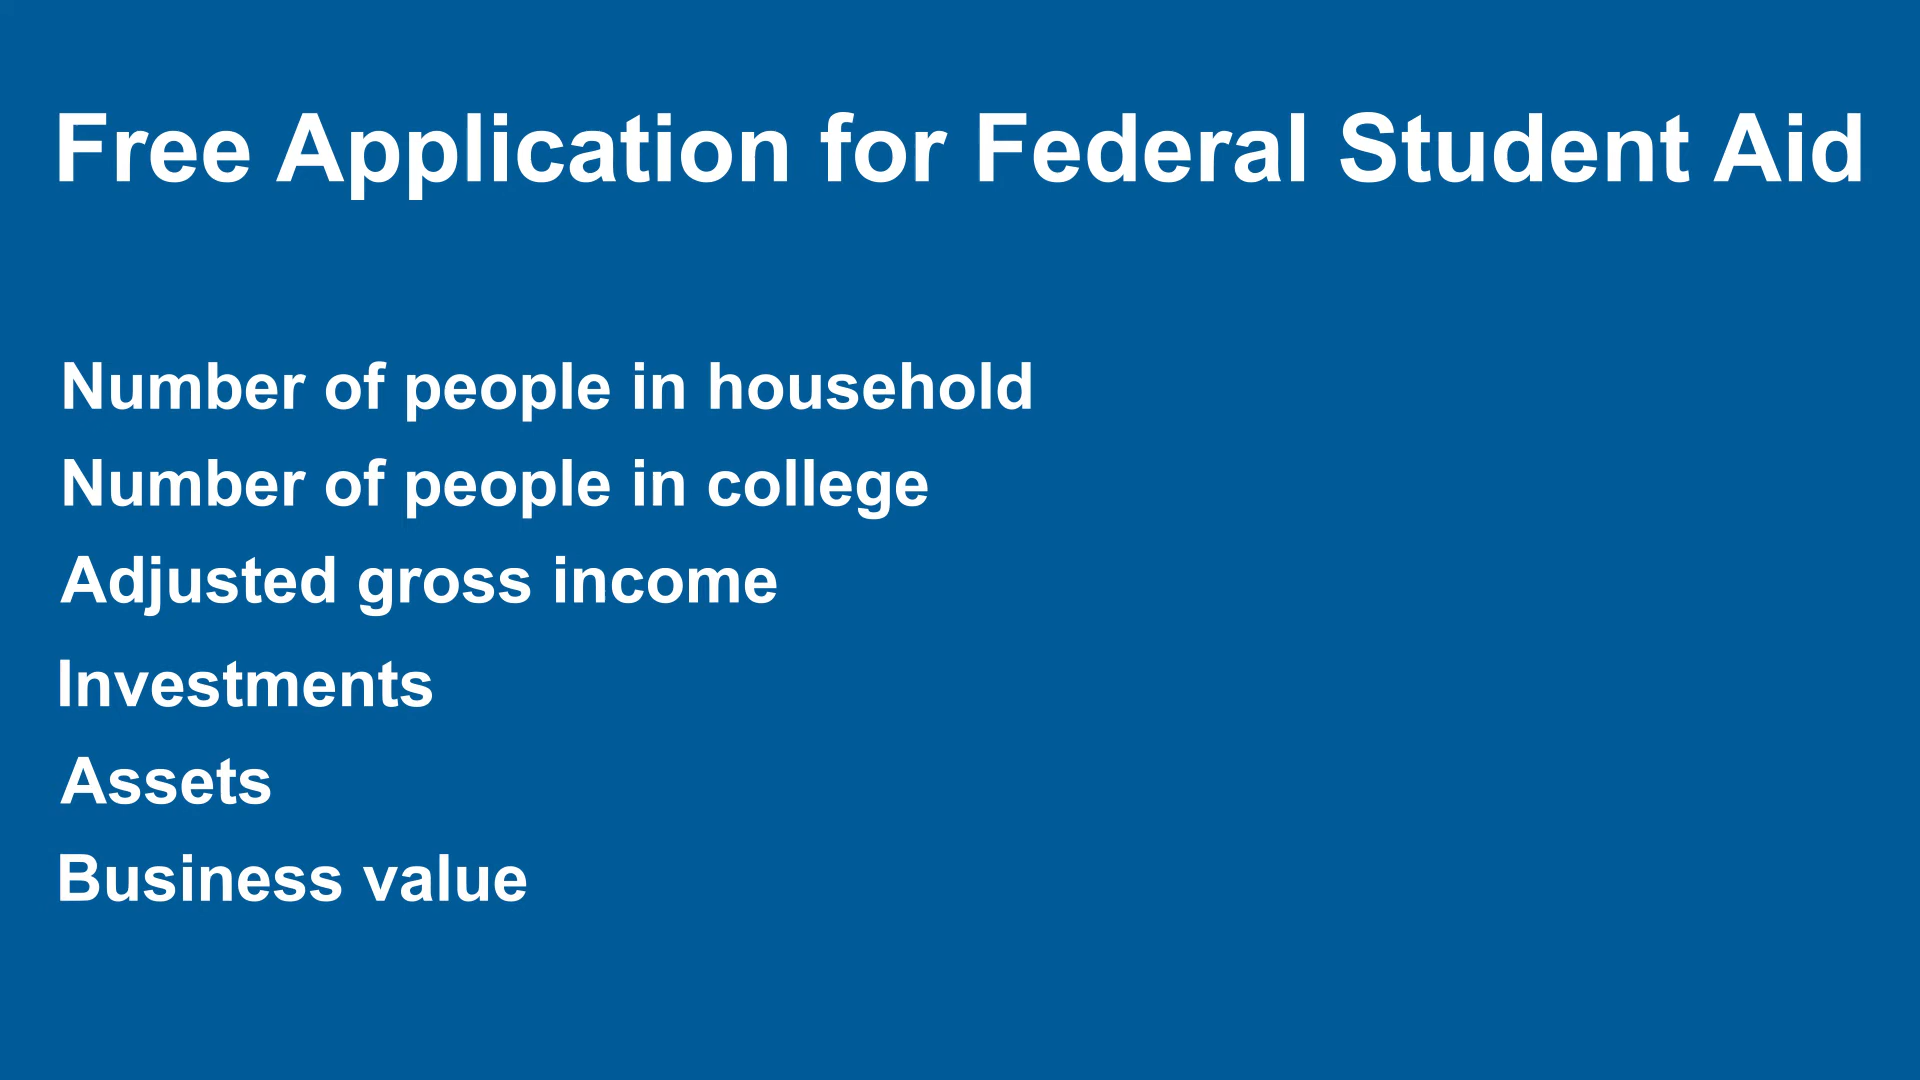 Free Application for Federal Student Aid
Number of people in household
Number of people in college
Adjusted gross income
Investments
Assets
Business value